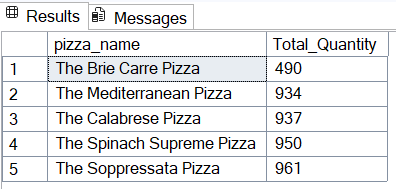 Results Messages
pizza_name Total_Quantity
1 The Brie Carre Pizza 490
2 The Mediterranean Pizza 934
3 The Calabrese Pizza 937
4 The Spinach Supreme Pizza 950
5 The Soppressata Pizza 961